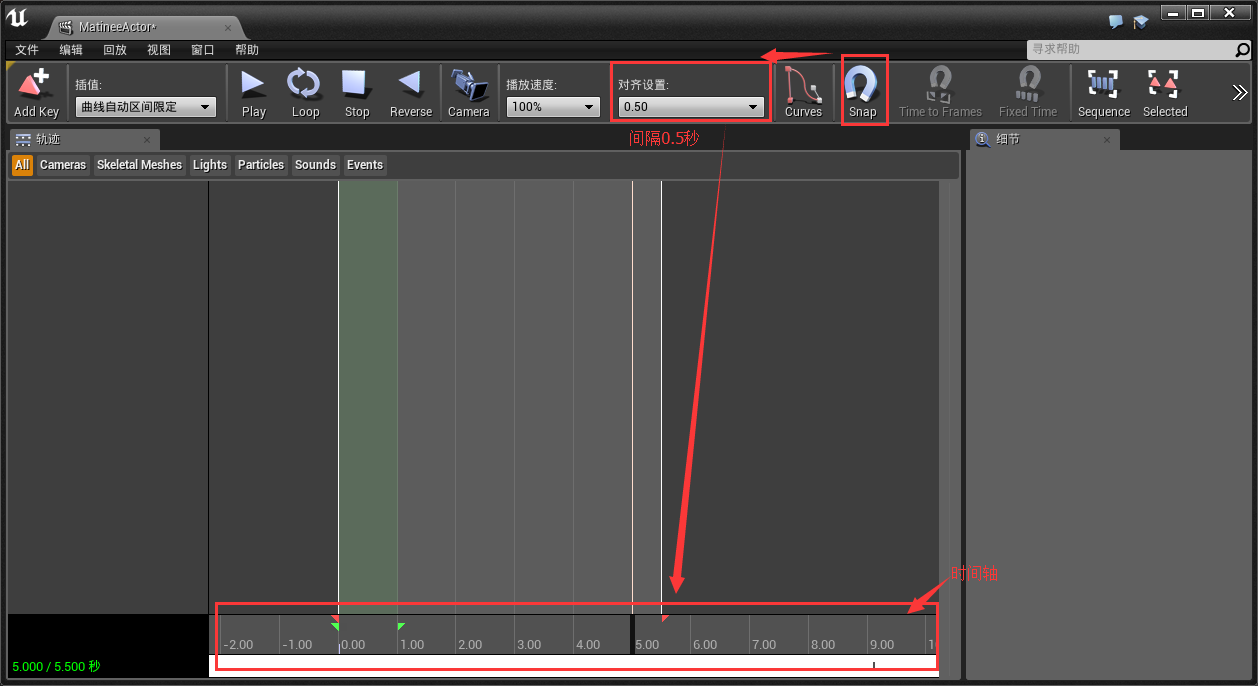 MatineeActor*
文件 编辑 回放 视图 窗口 帮助
寻求帮助
Add Key
插值:
曲线自动区间限定
Play
Loop
Stop
Reverse
Camera
播放速度:
100%
对齐设置:
0.50
Curves
Snap
Time to Frames
Fixed Time
Sequence
Selected
间隔0.5秒
轨迹
细节
All Cameras Skeletal Meshes Lights Particles Sounds Events
时间轴
-2.00 -1.00 0.00 1.00 2.00 3.00 4.00 5.00 6.00 7.00 8.00 9.00
5.000 / 5.500 秒